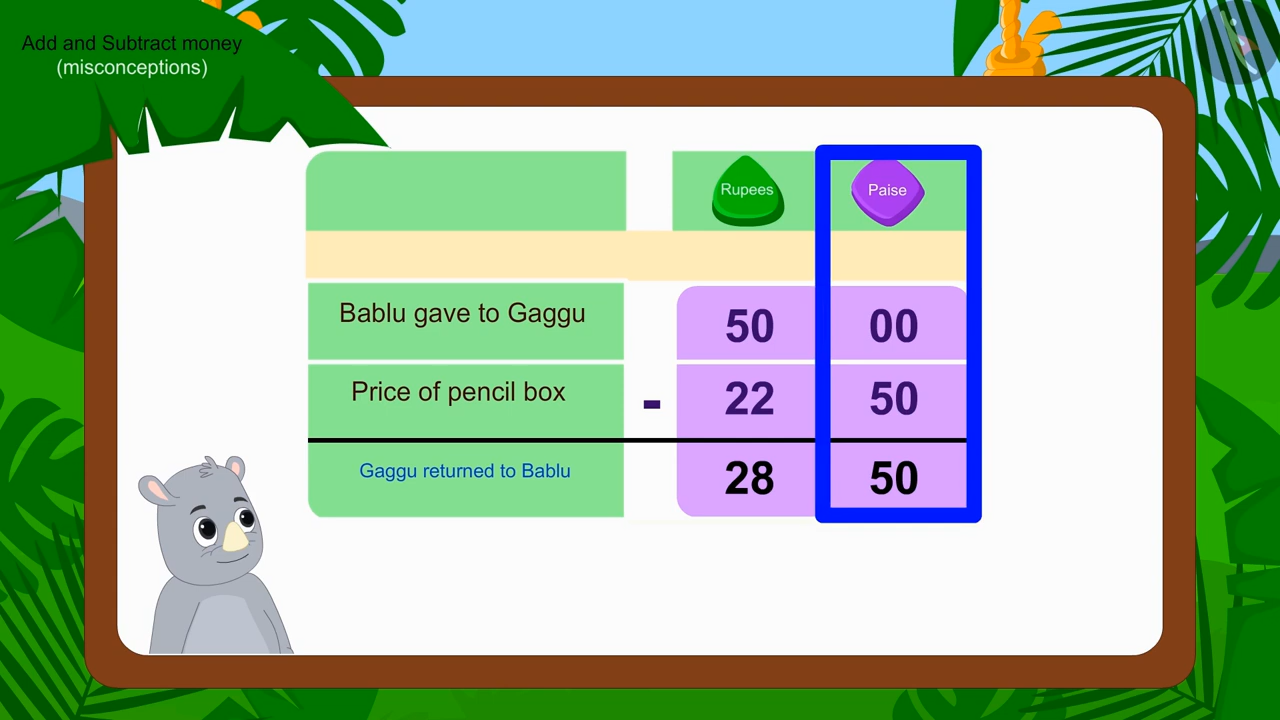 Add and Subtract money
(misconceptions)
Rupees Paise
Bablu gave to Gaggu 50 00
Price of pencil box - 22 50
Gaggu returned to Bablu 28 50